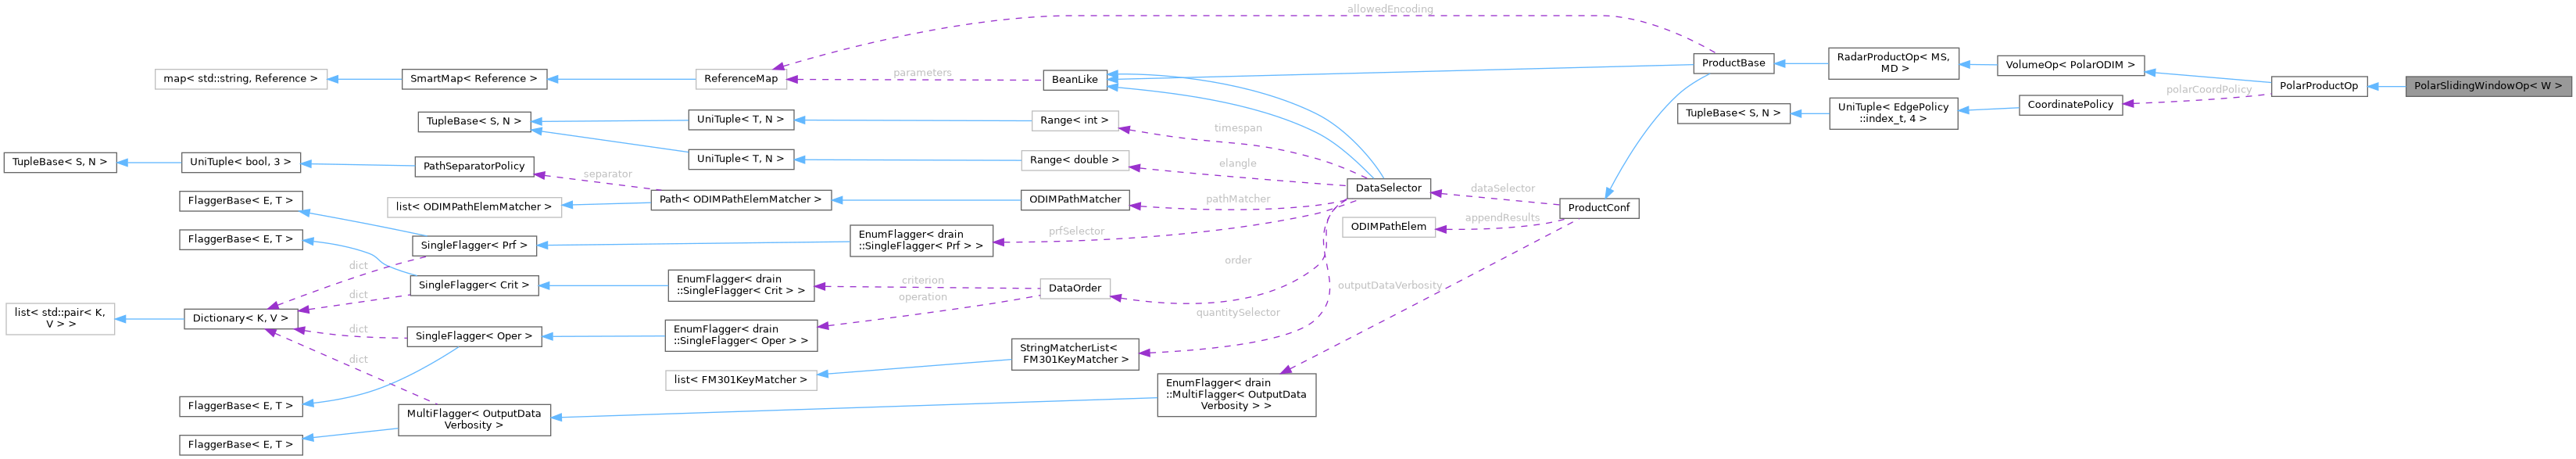 allowedEncoding
map< std::string, Reference >
SmartMap< Reference >
ReferenceMap
parameters
BeanLike
ProductBase
RadarProductOp< MS,
MD >
VolumeOp< PolarODIM >
PolarProductOp
PolarSlidingWindowOp< W >
polarCoordPolicy
TupleBase< S, N >
UniTuple< EdgePolicy
::index_t, 4 >
CoordinatePolicy
TupleBase< S, N >
UniTuple< T, N >
Range< int >
timespan
TupleBase< S, N >
UniTuple< bool, 3 >
PathSeparatorPolicy
separator
UniTuple< T, N >
Range< double >
elangle
FlaggerBase< E, T >
list< ODIMPathElemMatcher >
Path< ODIMPathElemMatcher >
ODIMPathMatcher
pathMatcher
DataSelector
dataSelector
ProductConf
appendResults
ODIMPathElem
FlaggerBase< E, T >
SingleFlagger< Prf >
EnumFlagger< drain
::SingleFlagger< Prf > >
prfSelector
order
dict
SingleFlagger< Crit >
EnumFlagger< drain
::SingleFlagger< Crit > >
criterion
operation
DataOrder
outputDataVerbosity
quantitySelector
dict
list< std::pair< K,
V > >
Dictionary< K, V >
dict
SingleFlagger< Oper >
EnumFlagger< drain
::SingleFlagger< Oper > >
StringMatcherList<
FM301KeyMatcher >
dict
list< FM301KeyMatcher >
EnumFlagger< drain
::MultiFlagger< OutputData
Verbosity > >
FlaggerBase< E, T >
MultiFlagger< OutputData
Verbosity >
FlaggerBase< E, T >